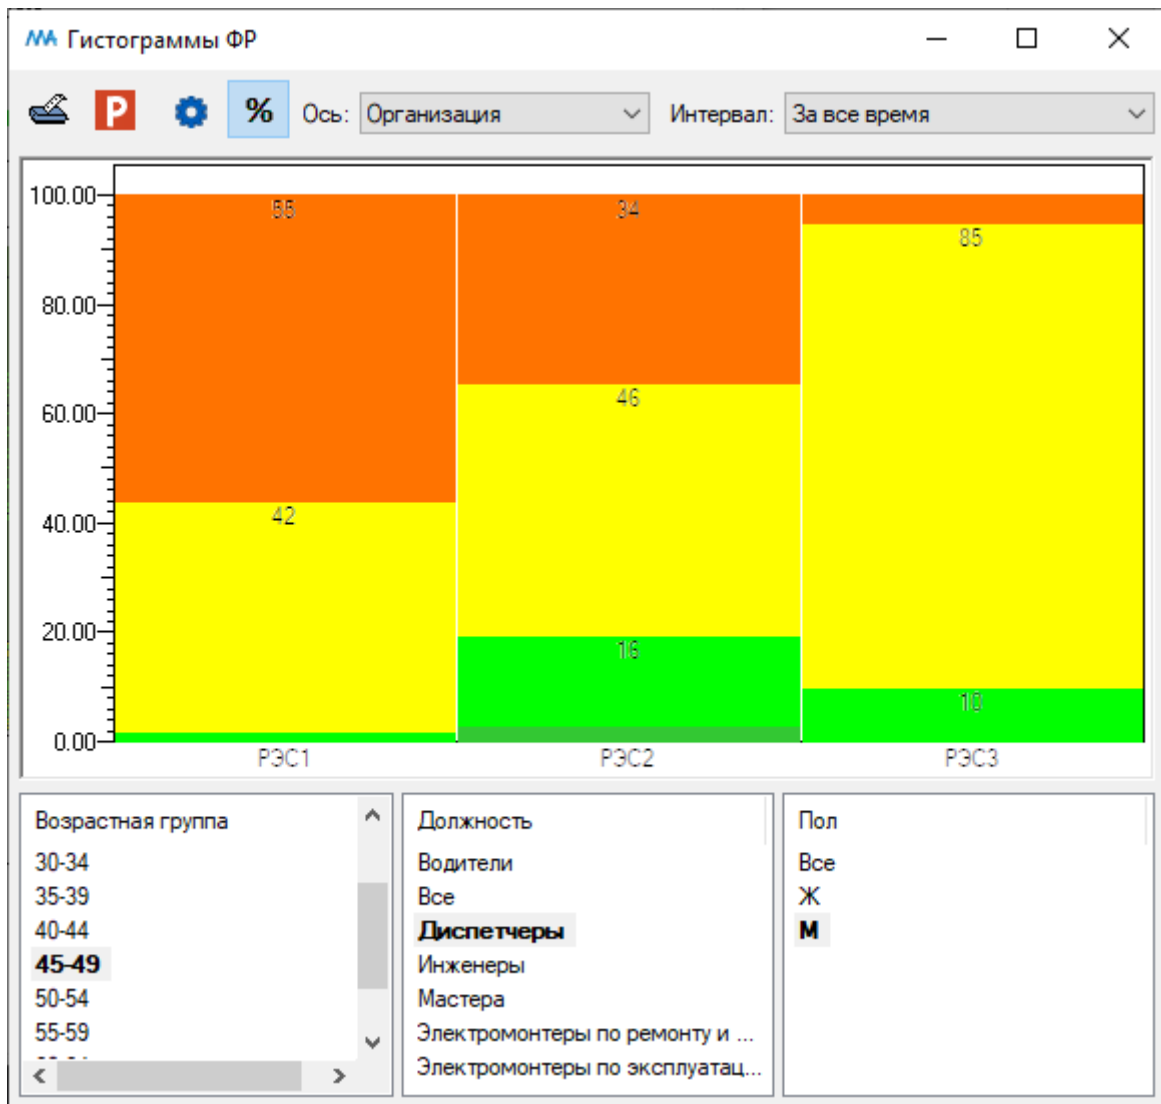 Гистограммы ФР
P % Ось: Организация Интервал: За все время
100.00
80.00
60.00
40.00
20.00
0.00
55 34
85
46
42
16
10
РЭС1 РЭС2 РЭС3
Возрастная группа
30-34
35-39
40-44
45-49
50-54
55-59
Должность
Водители
Все
Диспетчеры
Инженеры
Мастера
Электромонтеры по ремонту и ...
Электромонтеры по эксплуатац...
Пол
Все
Ж
М